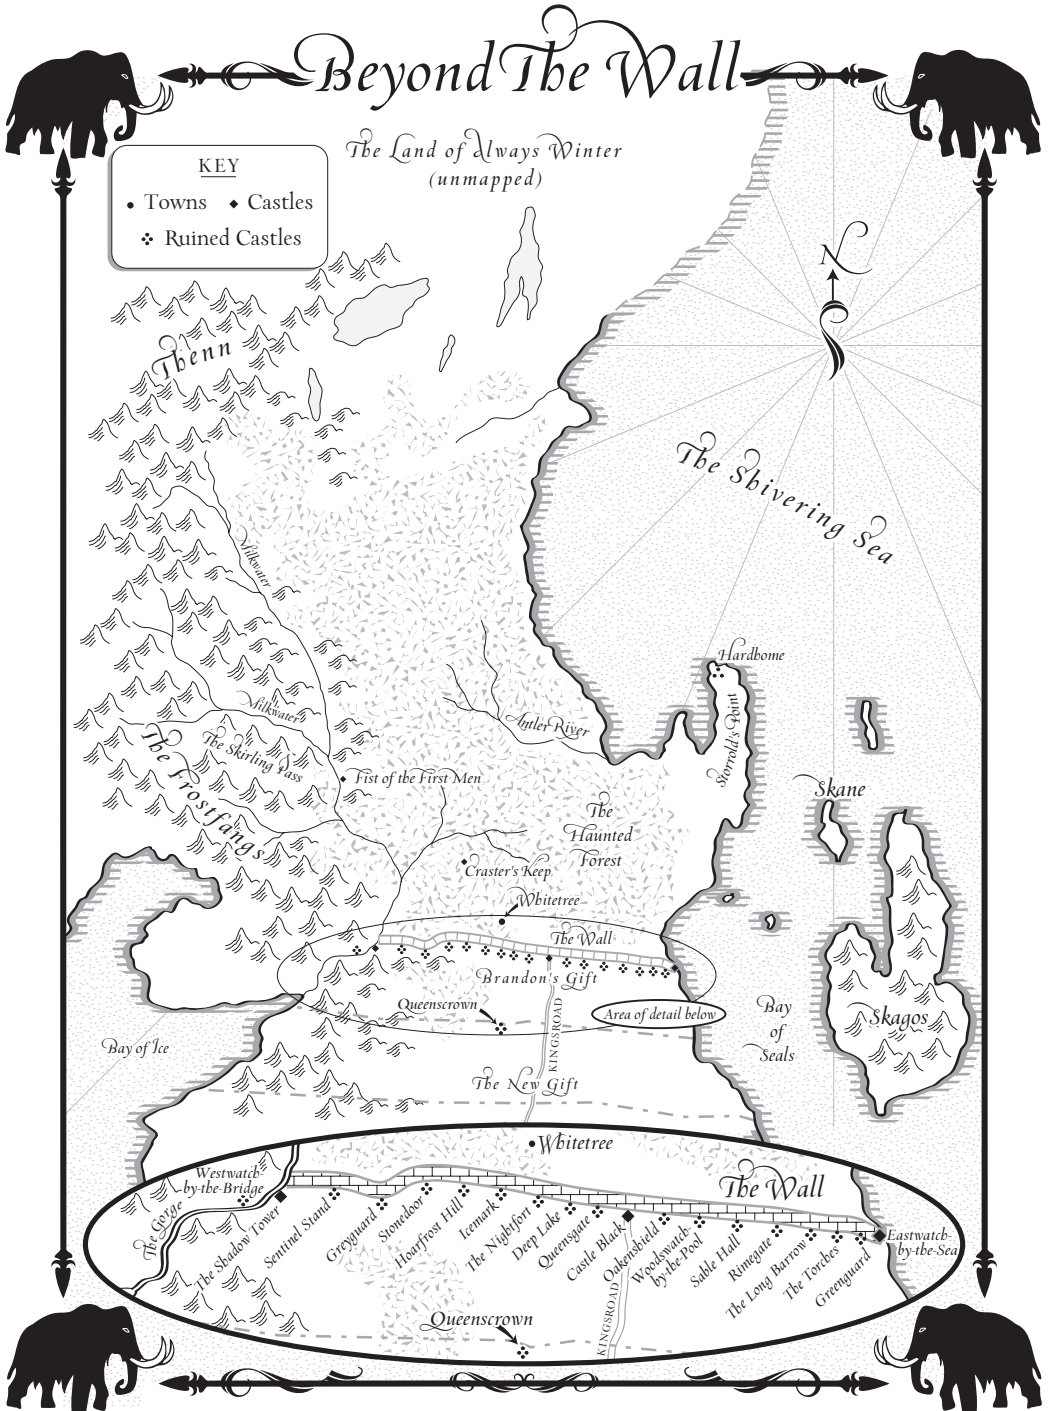 Beyond The Wall
The Land of Always Winter
(unmapped)
KEY
Towns
Castles
Ruined Castles
N
Thenn
The Shivering Sea
Milkwater
Hardhome
Storrold's Point
Milkwater
Antler River
The Skirling Pass
The Frostfangs
Fist of the First Men
Skane
The
Haunted
Forest
Craster's Keep
Whitetree
The Wall
Brandon's Gift
Queenscrown
Area of detail below
KINGSROAD
Bay
of
Seals
Skagos
Bay of Ice
The New Gift
Whitetree
Westwatch-
by-the-Bridge
The Wall
The Gorge
The Shadow Tower
Sentinel Stand
Greyguard
Stonedoor
Hoarfrost Hill
Icemark
The Nightfort
Deep Lake
Queensgate
Castle Black
Oakenshield
Woodswatch-
by-the-Pool
Sable Hall
Rimegate
The Long Barrow
The Torches
Greenguard
Eastwatch-
by-the-Sea
KINGSROAD
Queenscrown